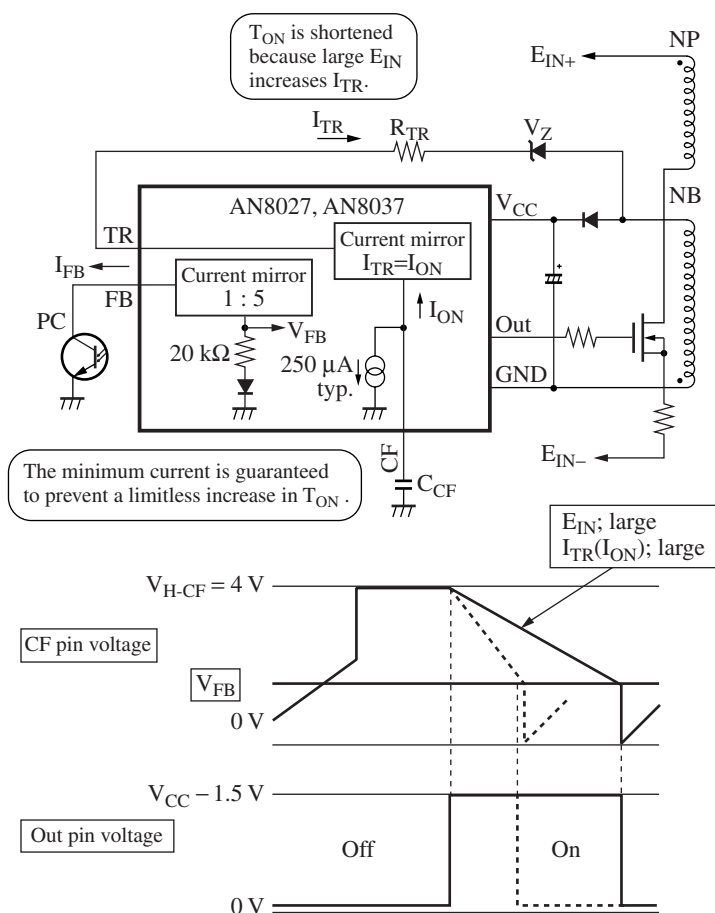 T_ON is shortened
because large E_IN
increases I_TR.
E_IN+
NP
I_TR
R_TR
V_Z
AN8027, AN8037
V_CC
NB
TR
Current mirror
I_TR=I_ON
I_FB
FB
Current mirror
1 : 5
I_ON
PC
V_FB
Out
20 kΩ
250 μA
typ.
GND
CF
E_IN−
C_CF
+
The minimum current is guaranteed
to prevent a limitless increase in T_ON .
E_IN; large
I_TR(I_ON); large
V_H-CF = 4 V
CF pin voltage
V_FB
0 V
V_CC − 1.5 V
Out pin voltage
Off
On
0 V